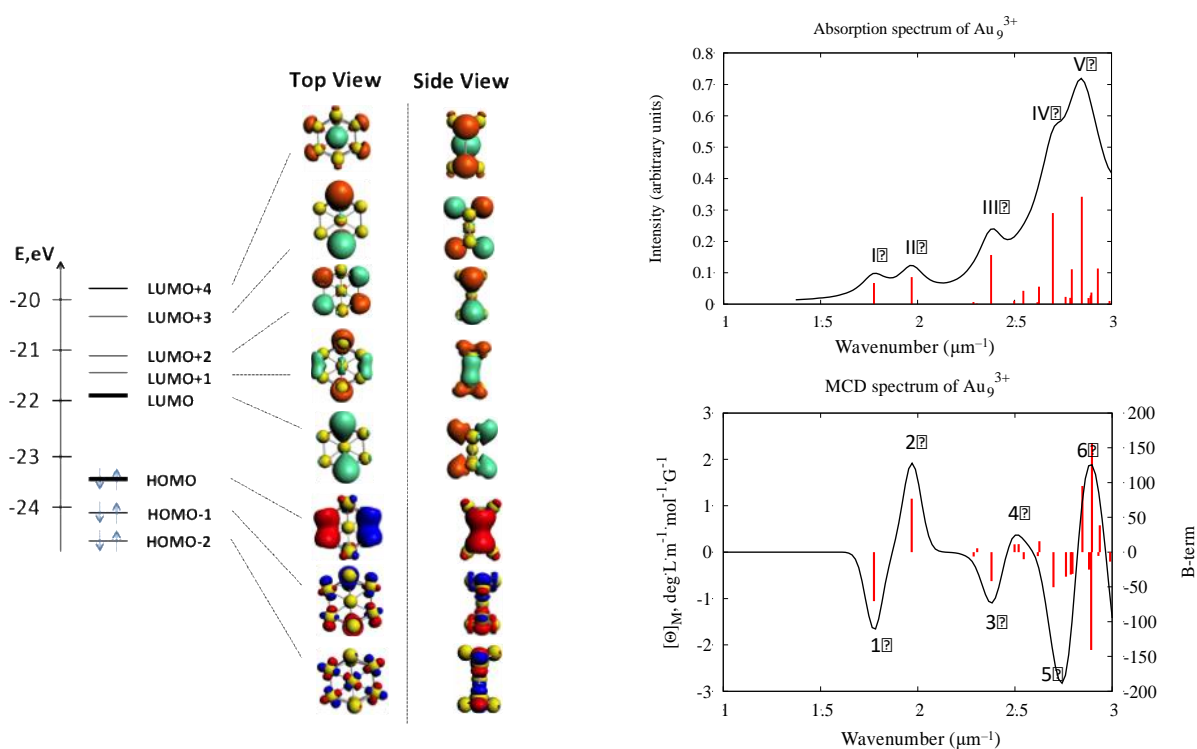 Top View
Side View
E,eV
-20
-21
-22
-23
-24
LUMO+4
LUMO+3
LUMO+2
LUMO+1
LUMO
HOMO
HOMO-1
HOMO-2
Absorption spectrum of Au₉³⁺
Intensity (arbitrary units)
0.8
0.7
0.6
0.5
0.4
0.3
0.2
0.1
0
I
II
III
IV
V
1
1.5
2
2.5
3
Wavenumber (μm⁻¹)
MCD spectrum of Au₉³⁺
[Θ]M, deg·L·m⁻¹·mol⁻¹·G⁻¹
3
2
1
0
-1
-2
-3
1
2
3
4
5
6
200
150
100
50
0
-50
-100
-150
-200
B-term
1
1.5
2
2.5
3
Wavenumber (μm⁻¹)